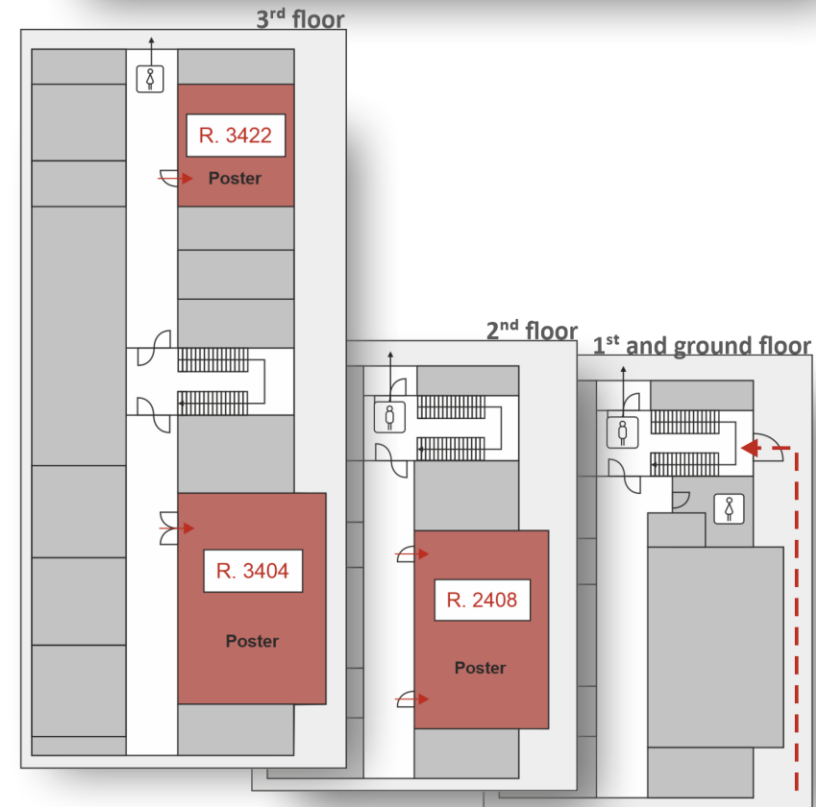 3rd floor
R. 3422
Poster
R. 3404
Poster
2nd floor
R. 2408
Poster
1st and ground floor